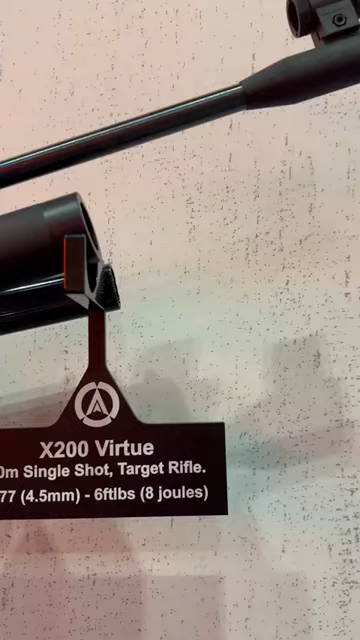 X200 Virtue
0m Single Shot, Target Rifle.
77 (4.5mm) - 6ftlbs (8 joules)